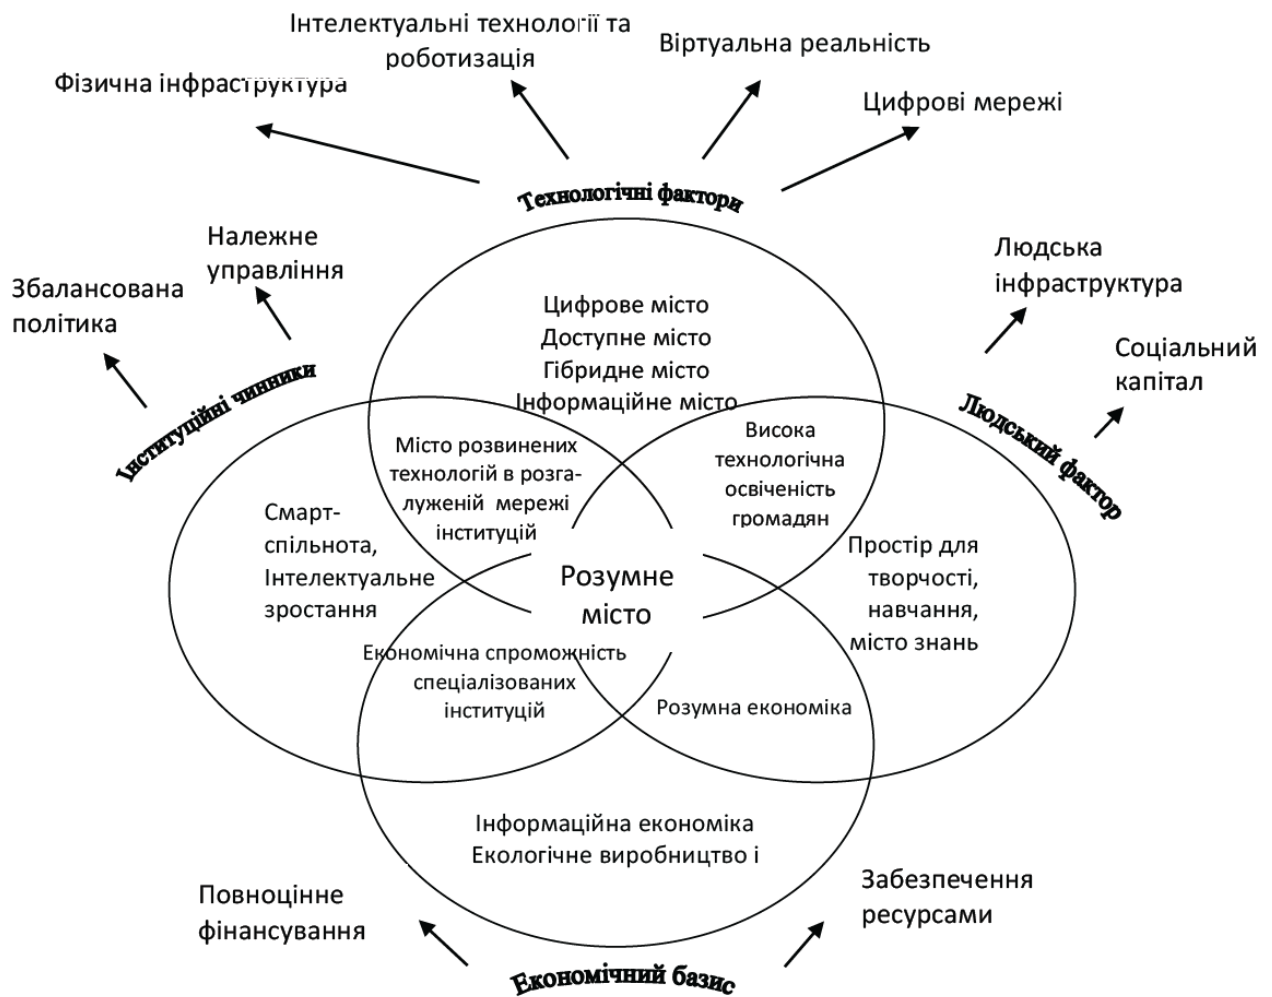 Інтелектуальні технології та
роботизація
Віртуальна реальність
Фізична інфраструктура
Цифрові мережі
Технологічні фактори
Належне
управління
Збалансована
політика
Інституційні чинники
Людська
інфраструктура
Соціальний
капітал
Людський фактор
Цифрове місто
Доступне місто
Гібридне місто
Інформаційне місто
Місто розвинених
технологій в розга-
луженій мережі
інституцій
Висока
технологічна
освіченість
громадян
Смарт-
спільнота,
Інтелектуальне
зростання
Розумне
місто
Простір для
творчості,
навчання,
місто знань
Економічна спроможність
спеціалізованих
інституцій
Розумна економіка
Інформаційна економіка
Екологічне виробництво і
Повноцінне
фінансування
Забезпечення
ресурсами
Економічний базис